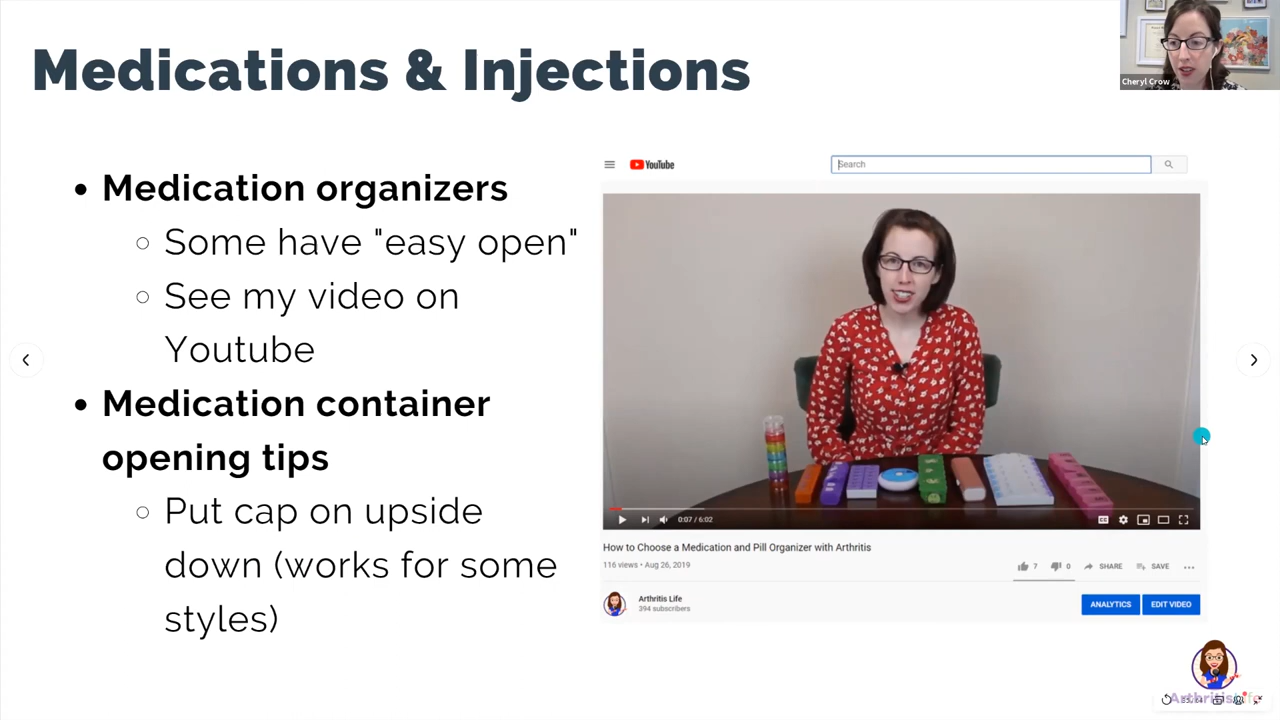 Medications & Injections
Cheryl Crow
• Medication organizers
○ Some have "easy open"
○ See my video on
Youtube
• Medication container
opening tips
○ Put cap on upside
down (works for some
styles)
YouTube
Search
0:07 / 6:02
How to Choose a Medication and Pill Organizer with Arthritis
116 views • Aug 26, 2019
7
0
SHARE
SAVE
Arthritis Life
394 subscribers
ANALYTICS
EDIT VIDEO